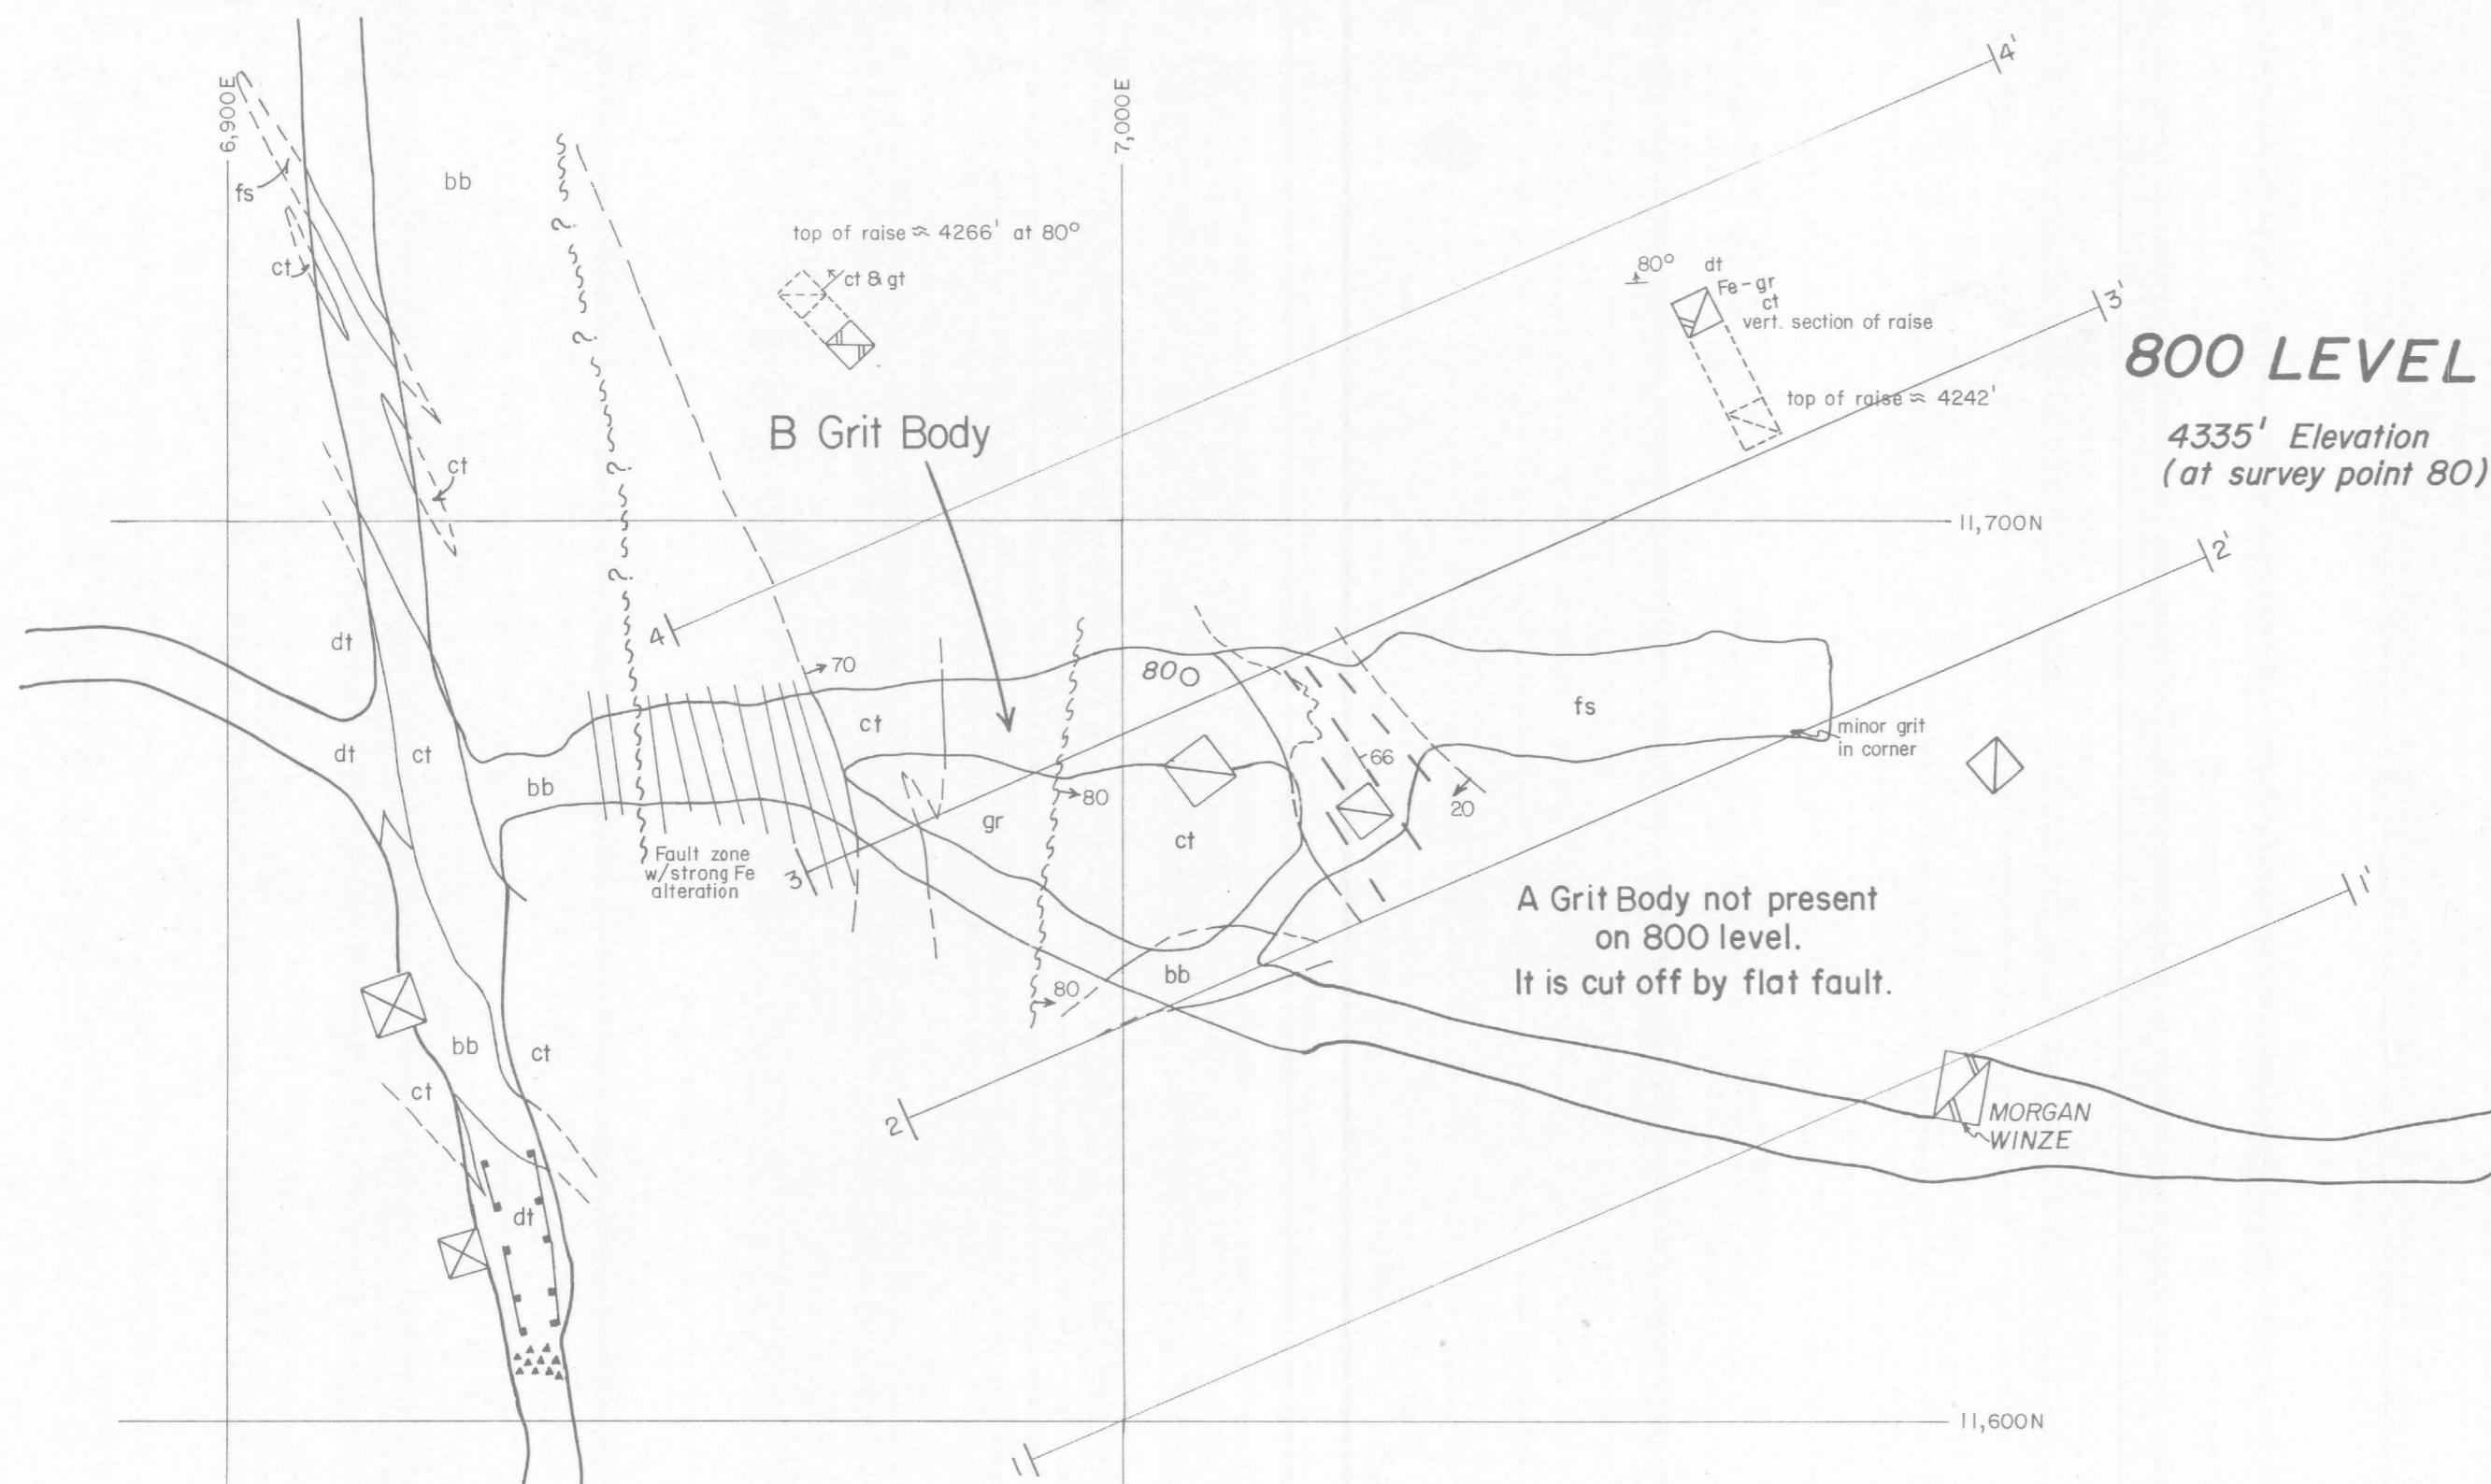 4'
6,900E
7,000E
fs
bb
top of raise ≈ 4266' at 80°
ct & gt
ct
80° dt
Fe-gr
ct
vert. section of raise
3'
800 LEVEL
top of raise ≈ 4242'
4335' Elevation
(at survey point 80)
B Grit Body
ct
?
?
?
?
11,700N
2'
4
dt
70
80
ct
fs
minor grit
in corner
dt
ct
bb
66
80
20
gr
ct
Fault zone
w/strong Fe
alteration
3
A Grit Body not present
on 800 level.
It is cut off by flat fault.
1'
bb
80
bb
ct
ct
2
MORGAN
WINZE
dt
11,600N
1